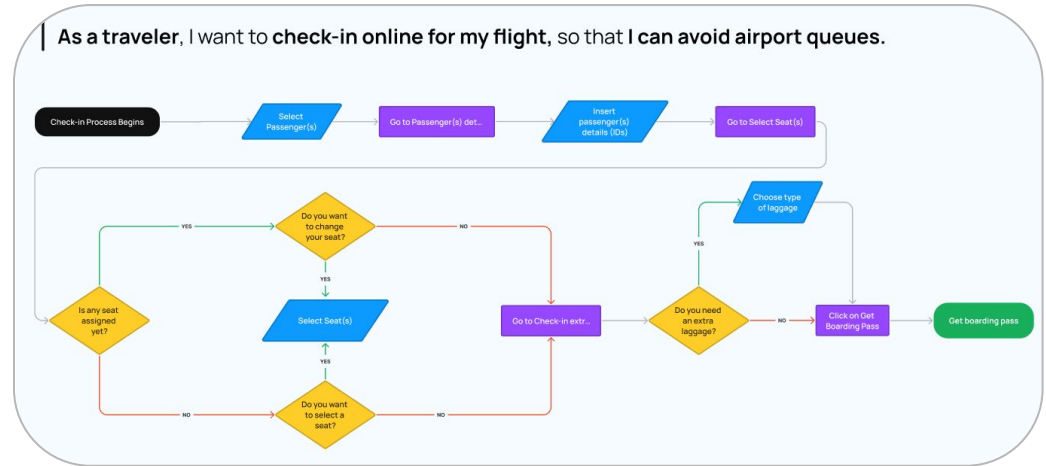 As a traveler, I want to check-in online for my flight, so that I can avoid airport queues.
Check-in Process Begins
Select
Passenger(s)
Go to Passenger(s) det...
Insert
passenger(s)
details (IDs)
Go to Select Seat(s)
Choose type
of laggage
Do you want
to change
your seat?
YES
NO
YES
YES
Is any seat
assigned
yet?
Select Seat(s)
Go to Check-in extr...
Do you need
an extra
laggage?
NO
Click on Get
Boarding Pass
Get boarding pass
YES
Do you want
to select a
seat?
NO
NO